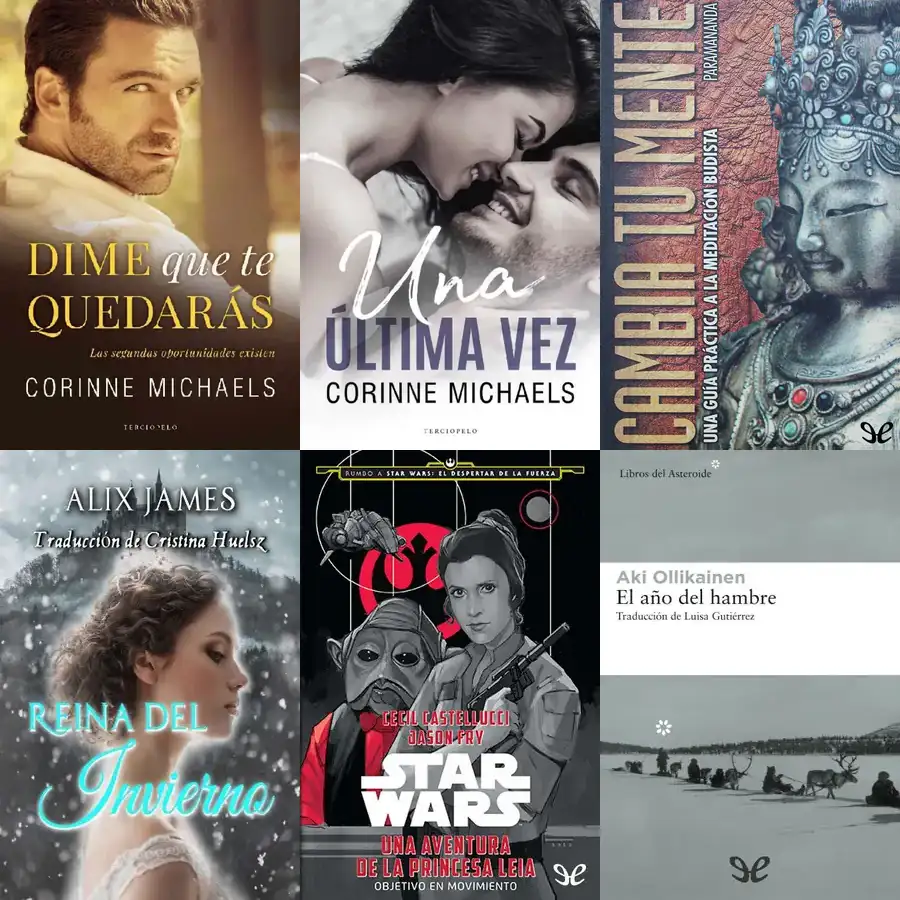 DIME que te
QUEDARÁS
Las segundas oportunidades existen
CORINNE MICHAELS
TERCIOPELO
Una
ÚLTIMA VEZ
CORINNE MICHAELS
TERCIOPELO
CAMBIA TU MENTE
PARAMANANDA
UNA GUÍA PRÁCTICA A LA MEDITACIÓN BUDISTA
ALIX JAMES
Traducción de Cristina Huelsz
REINA DEL
Invierno
RUMBO A STAR WARS: EL DESPERTAR DE LA FUERZA
CECIL CASTELLUCCI
JASON FRY
STAR
WARS
UNA AVENTURA
DE LA PRINCESA LEIA
OBJETIVO EN MOVIMIENTO
Libros del Asteroide
Aki Ollikainen
El año del hambre
Traducción de Luisa Gutiérrez